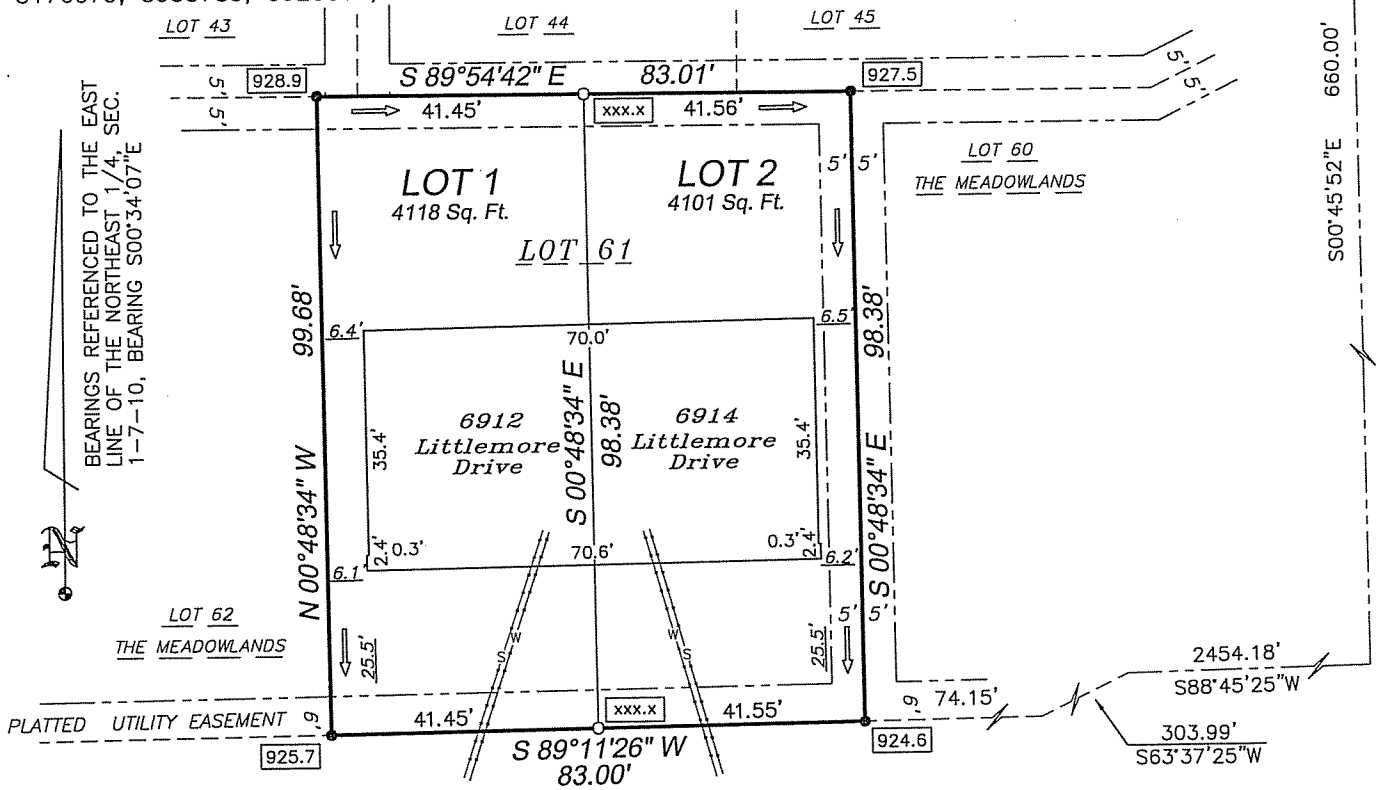 LOT 43
LOT 44
LOT 45
5' 5'
928.9
S 89°54'42" E 83.01'
927.5
5' 5'
660.00'
S00°45'52"E
41.45'
xxx.x
41.56'
BEARINGS REFERENCED TO THE EAST
LINE OF THE NORTHEAST 1/4, SEC.
1-7-10, BEARING S00°34'07"E
N
LOT 1
4118 Sq. Ft.
LOT 2
4101 Sq. Ft.
5' 5'
LOT 60
THE MEADOWLANDS
LOT 61
99.68'
N 00°48'34" W
6.4'
70.0'
6.5'
98.38'
S 00°48'34" E
6912
Littlemore
Drive
S 00°48'34" E
98.38'
6914
Littlemore
Drive
35.4'
35.4'
2.4'
0.3'
70.6'
0.3'
2.4'
6.1'
6.2'
LOT 62
THE MEADOWLANDS
25.5'
W
S
W
S
25.5'
5' 5'
2454.18'
S88°45'25"W
PLATTED UTILITY EASEMENT
6'
41.45'
xxx.x
41.55'
6'
74.15'
925.7
S 89°11'26" W
83.00'
924.6
303.99'
S63°37'25"W